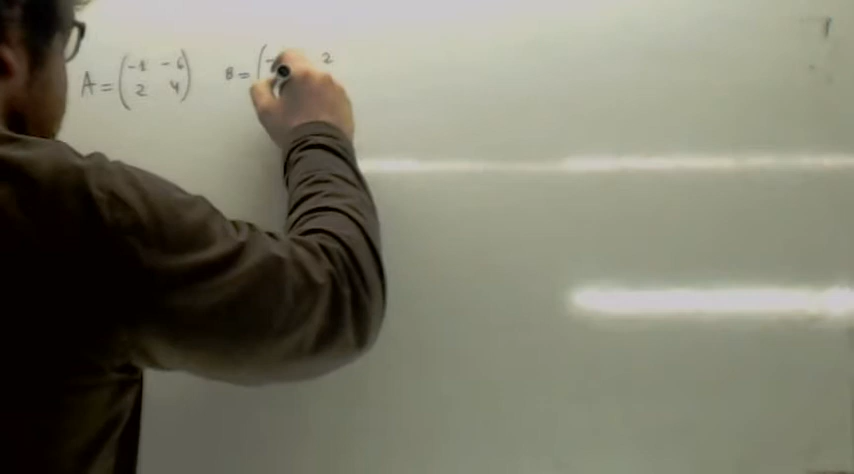 A = (-1 -6 B = (- 2
2 4)